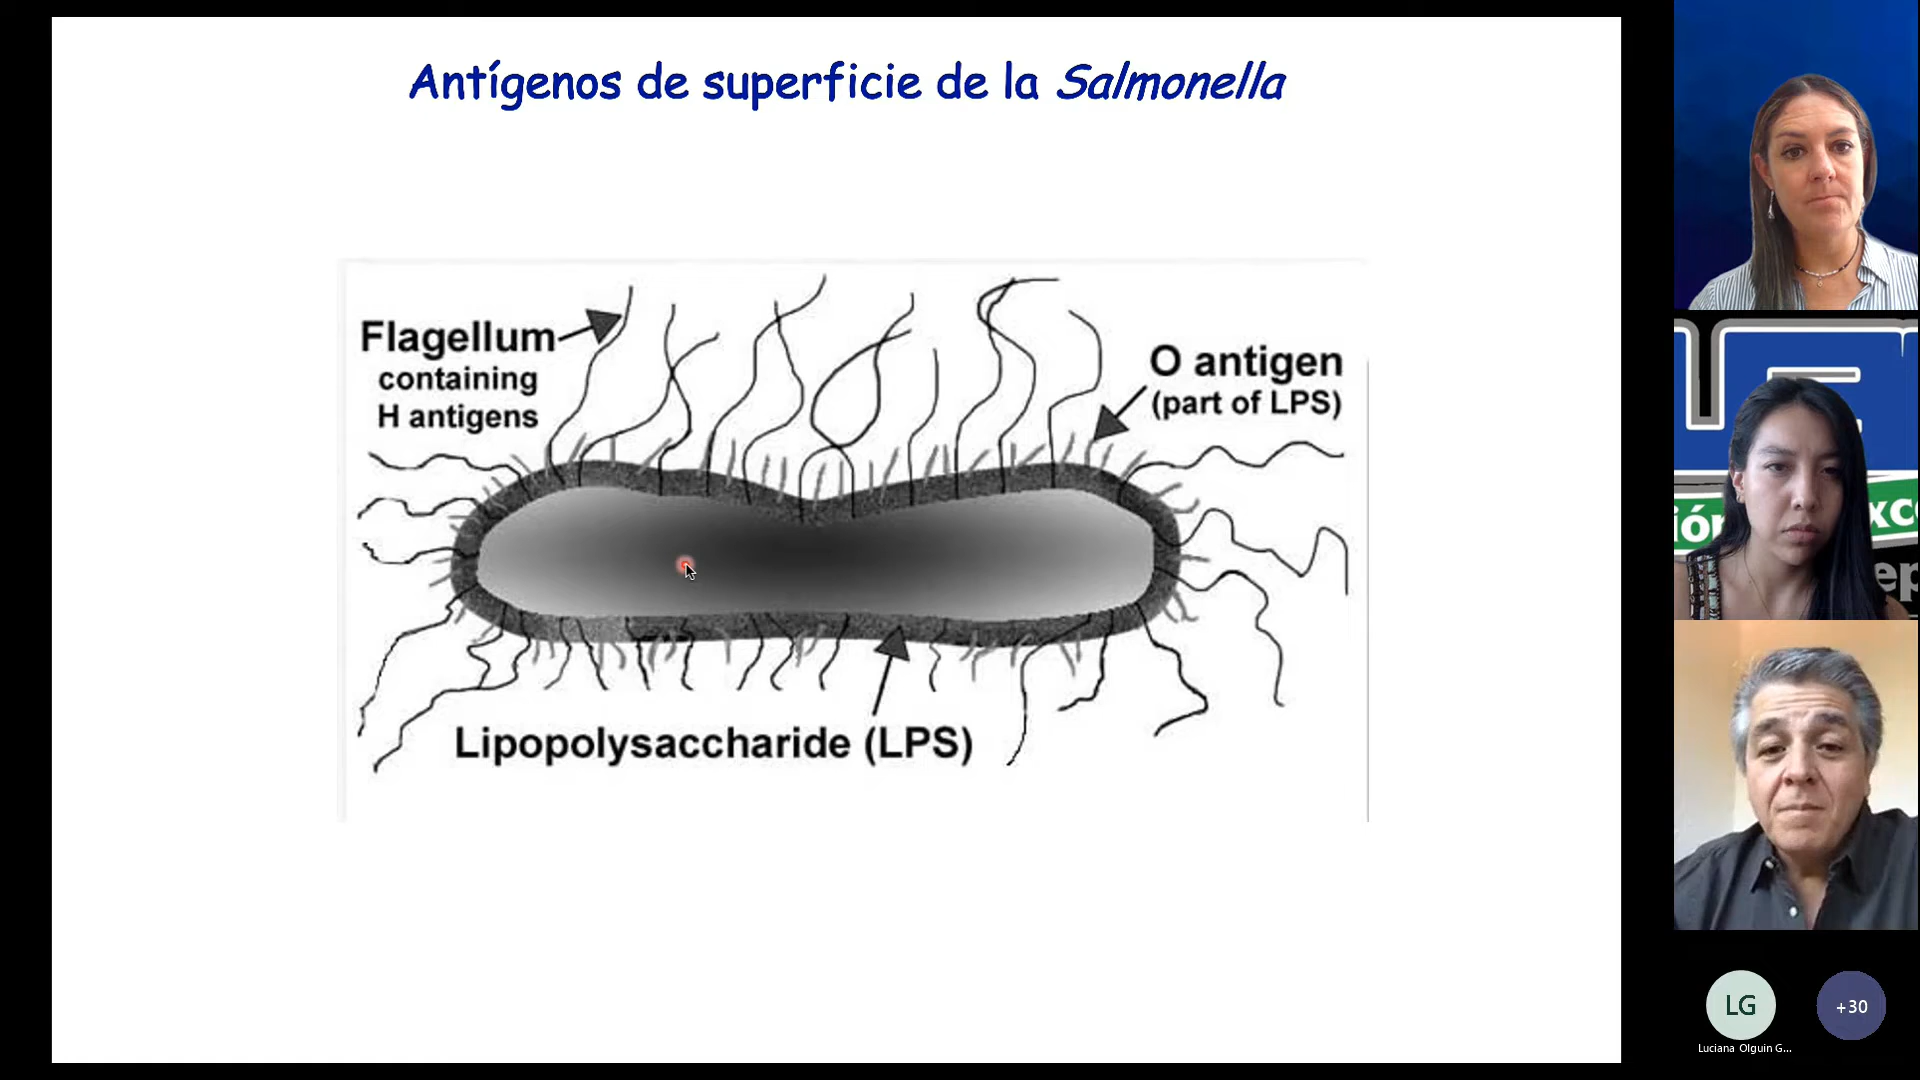 Antígenos de superficie de la Salmonella
Flagellum
containing
H antigens
O antigen
(part of LPS)
Lipopolysaccharide (LPS)
LG
+30
Luciana Olguin G...